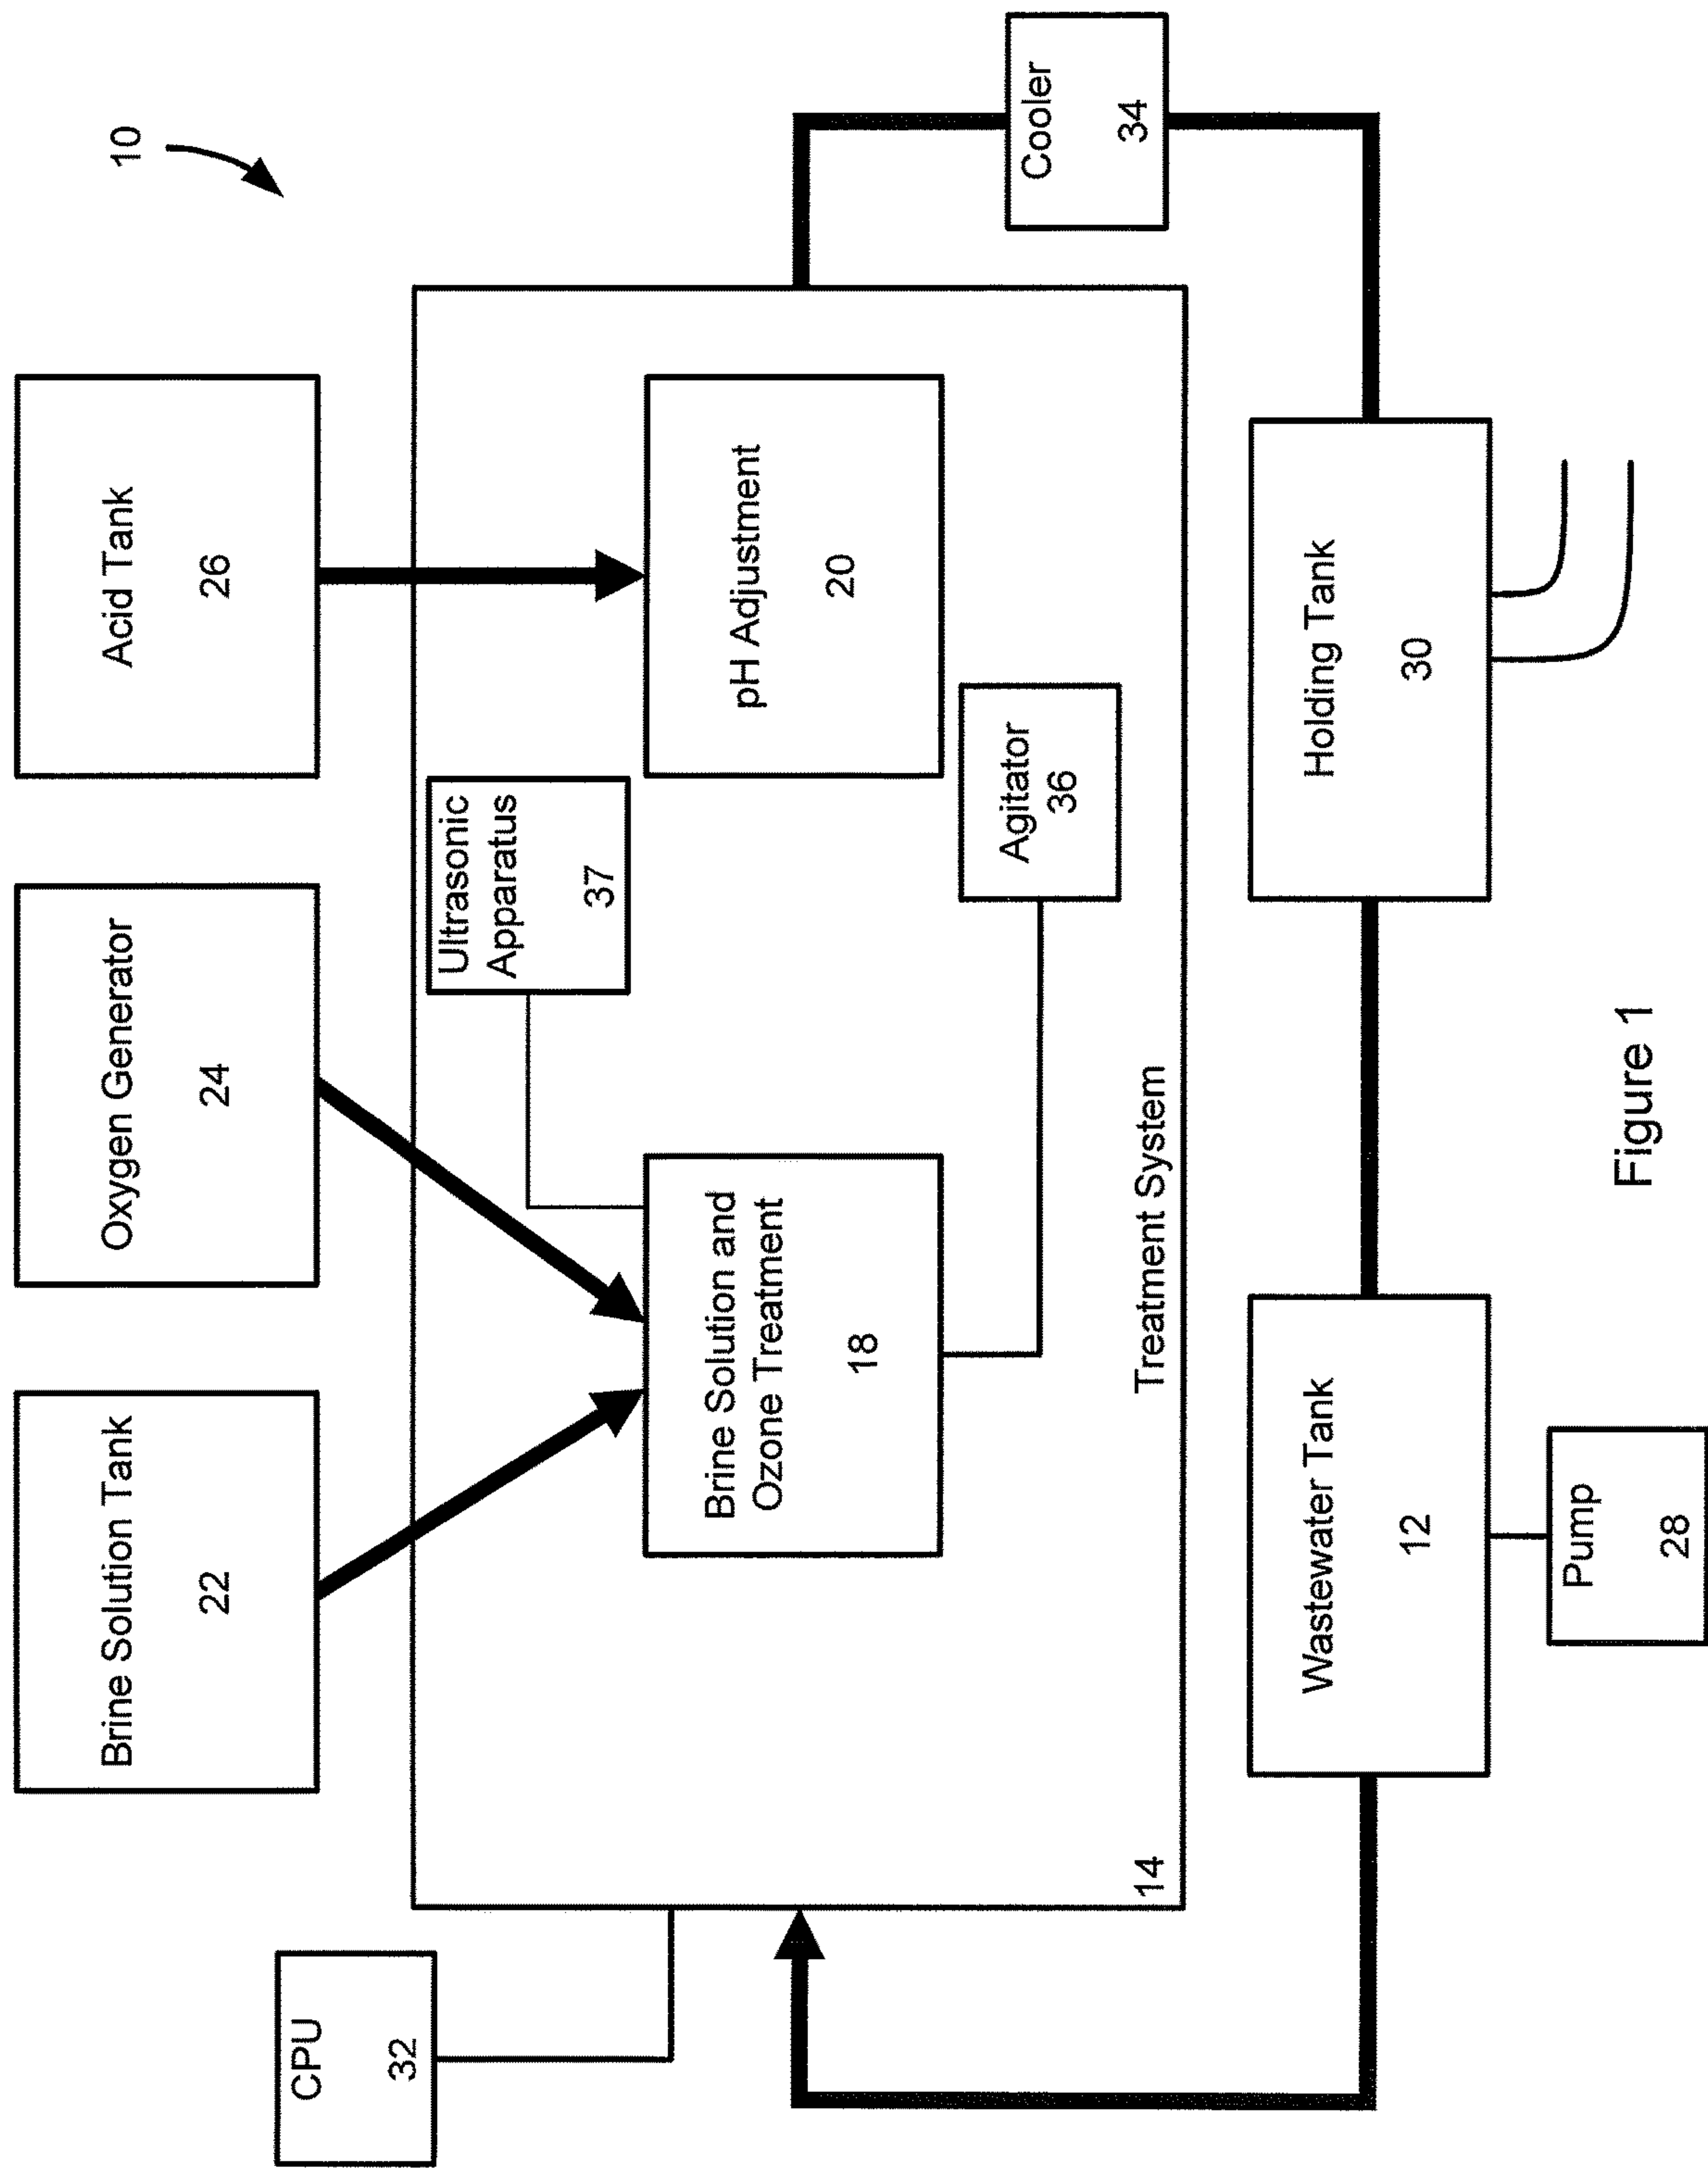 10
Brine Solution Tank
22
Oxygen Generator
24
Acid Tank
26
CPU
32
Ultrasonic
Apparatus
37
Brine Solution and
Ozone Treatment
18
pH Adjustment
20
Agitator
36
Cooler
34
14
Treatment System
Wastewater Tank
12
Holding Tank
30
Pump
28
Figure 1